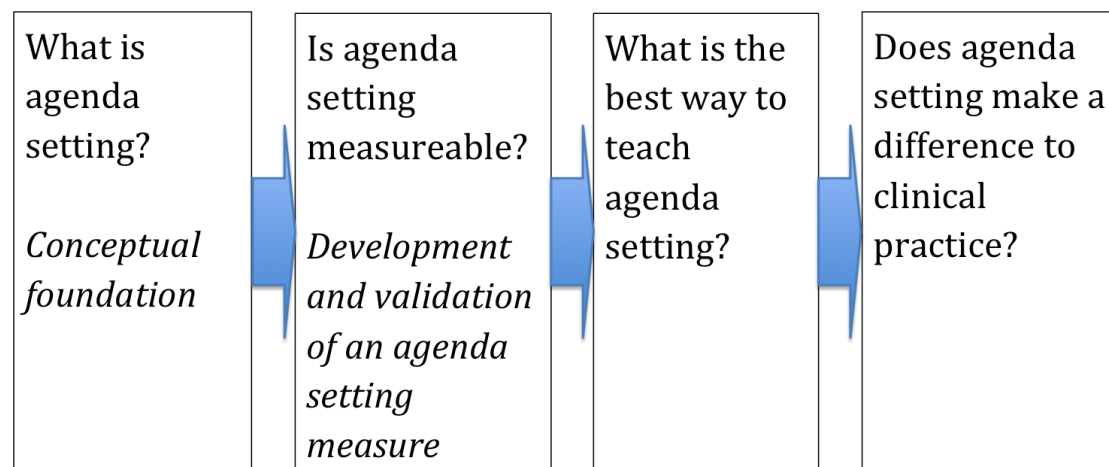 What is
agenda
setting?
Conceptual
foundation
Is agenda
setting
measureable?
Development
and validation
of an agenda
setting
measure
What is the
best way to
teach
agenda
setting?
Does agenda
setting make a
difference to
clinical
practice?